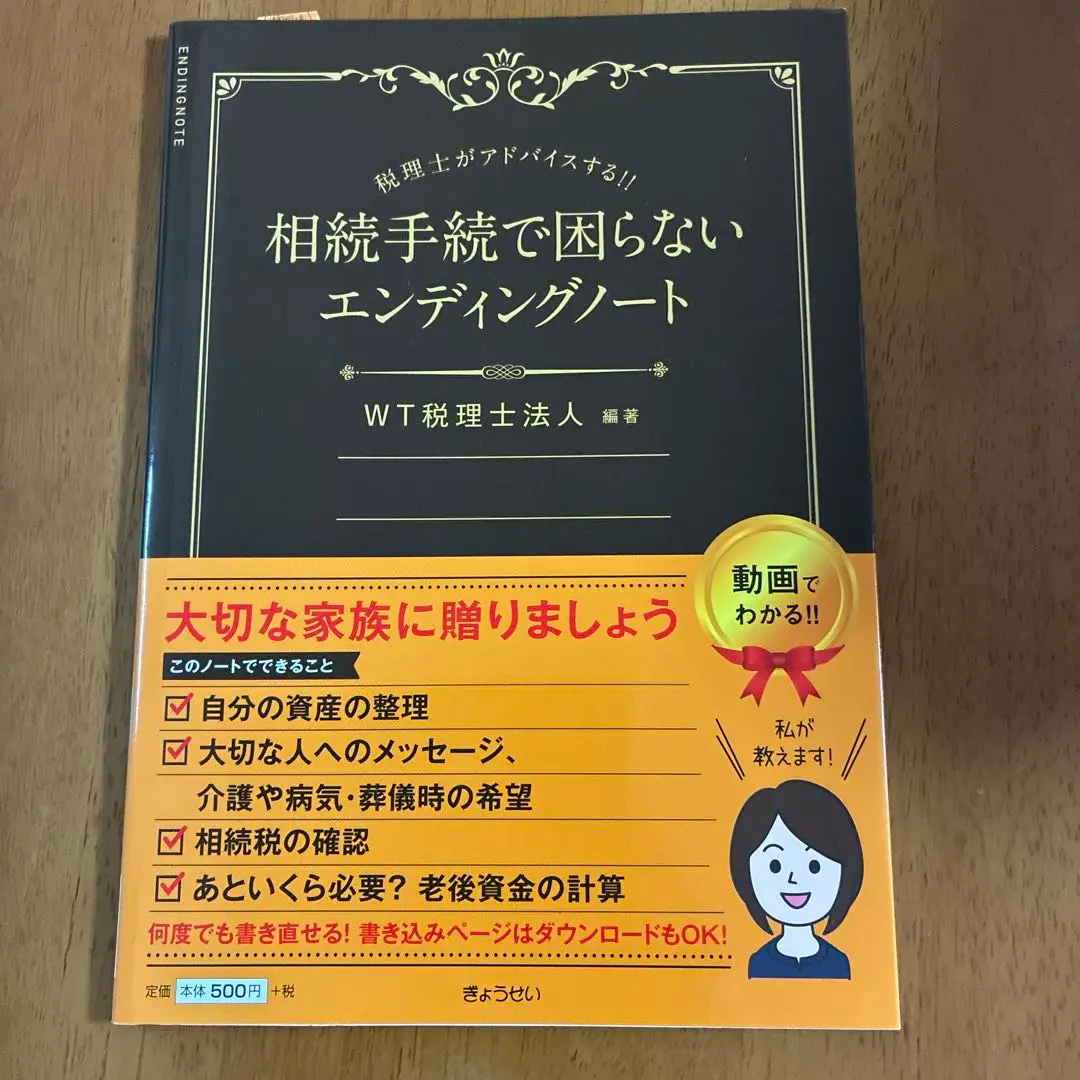 ENDINGNOTE
税理士がアドバイスする!!
相続手続で困らない
エンディングノート
WT税理士法人 編著
大切な家族に贈りましょう
このノートでできること
自分の資産の整理
大切な人へのメッセージ、
介護や病気・葬儀時の希望
相続税の確認
あといくら必要? 老後資金の計算
何度でも書き直せる! 書き込みページはダウンロードもOK!
動画で
わかる!!
私が
教えます!
定価 本体 500円 +税
ぎょうせい